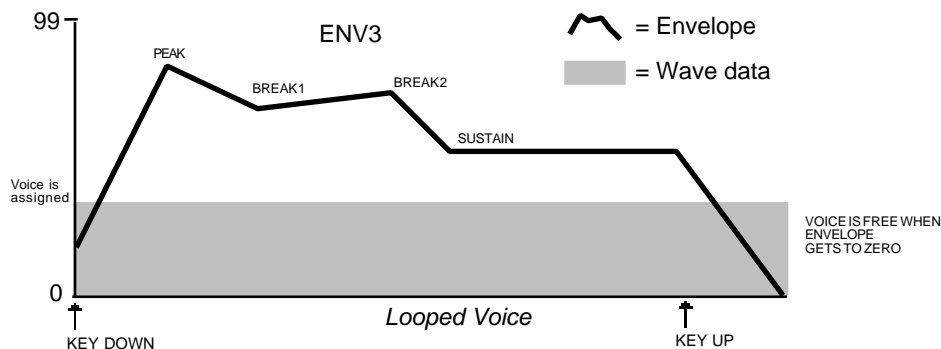 99
ENV3
= Envelope
= Wave data
PEAK
BREAK1
BREAK2
SUSTAIN
Voice is
assigned
VOICE IS FREE WHEN
ENVELOPE
GETS TO ZERO
0
Looped Voice
KEY DOWN
KEY UP